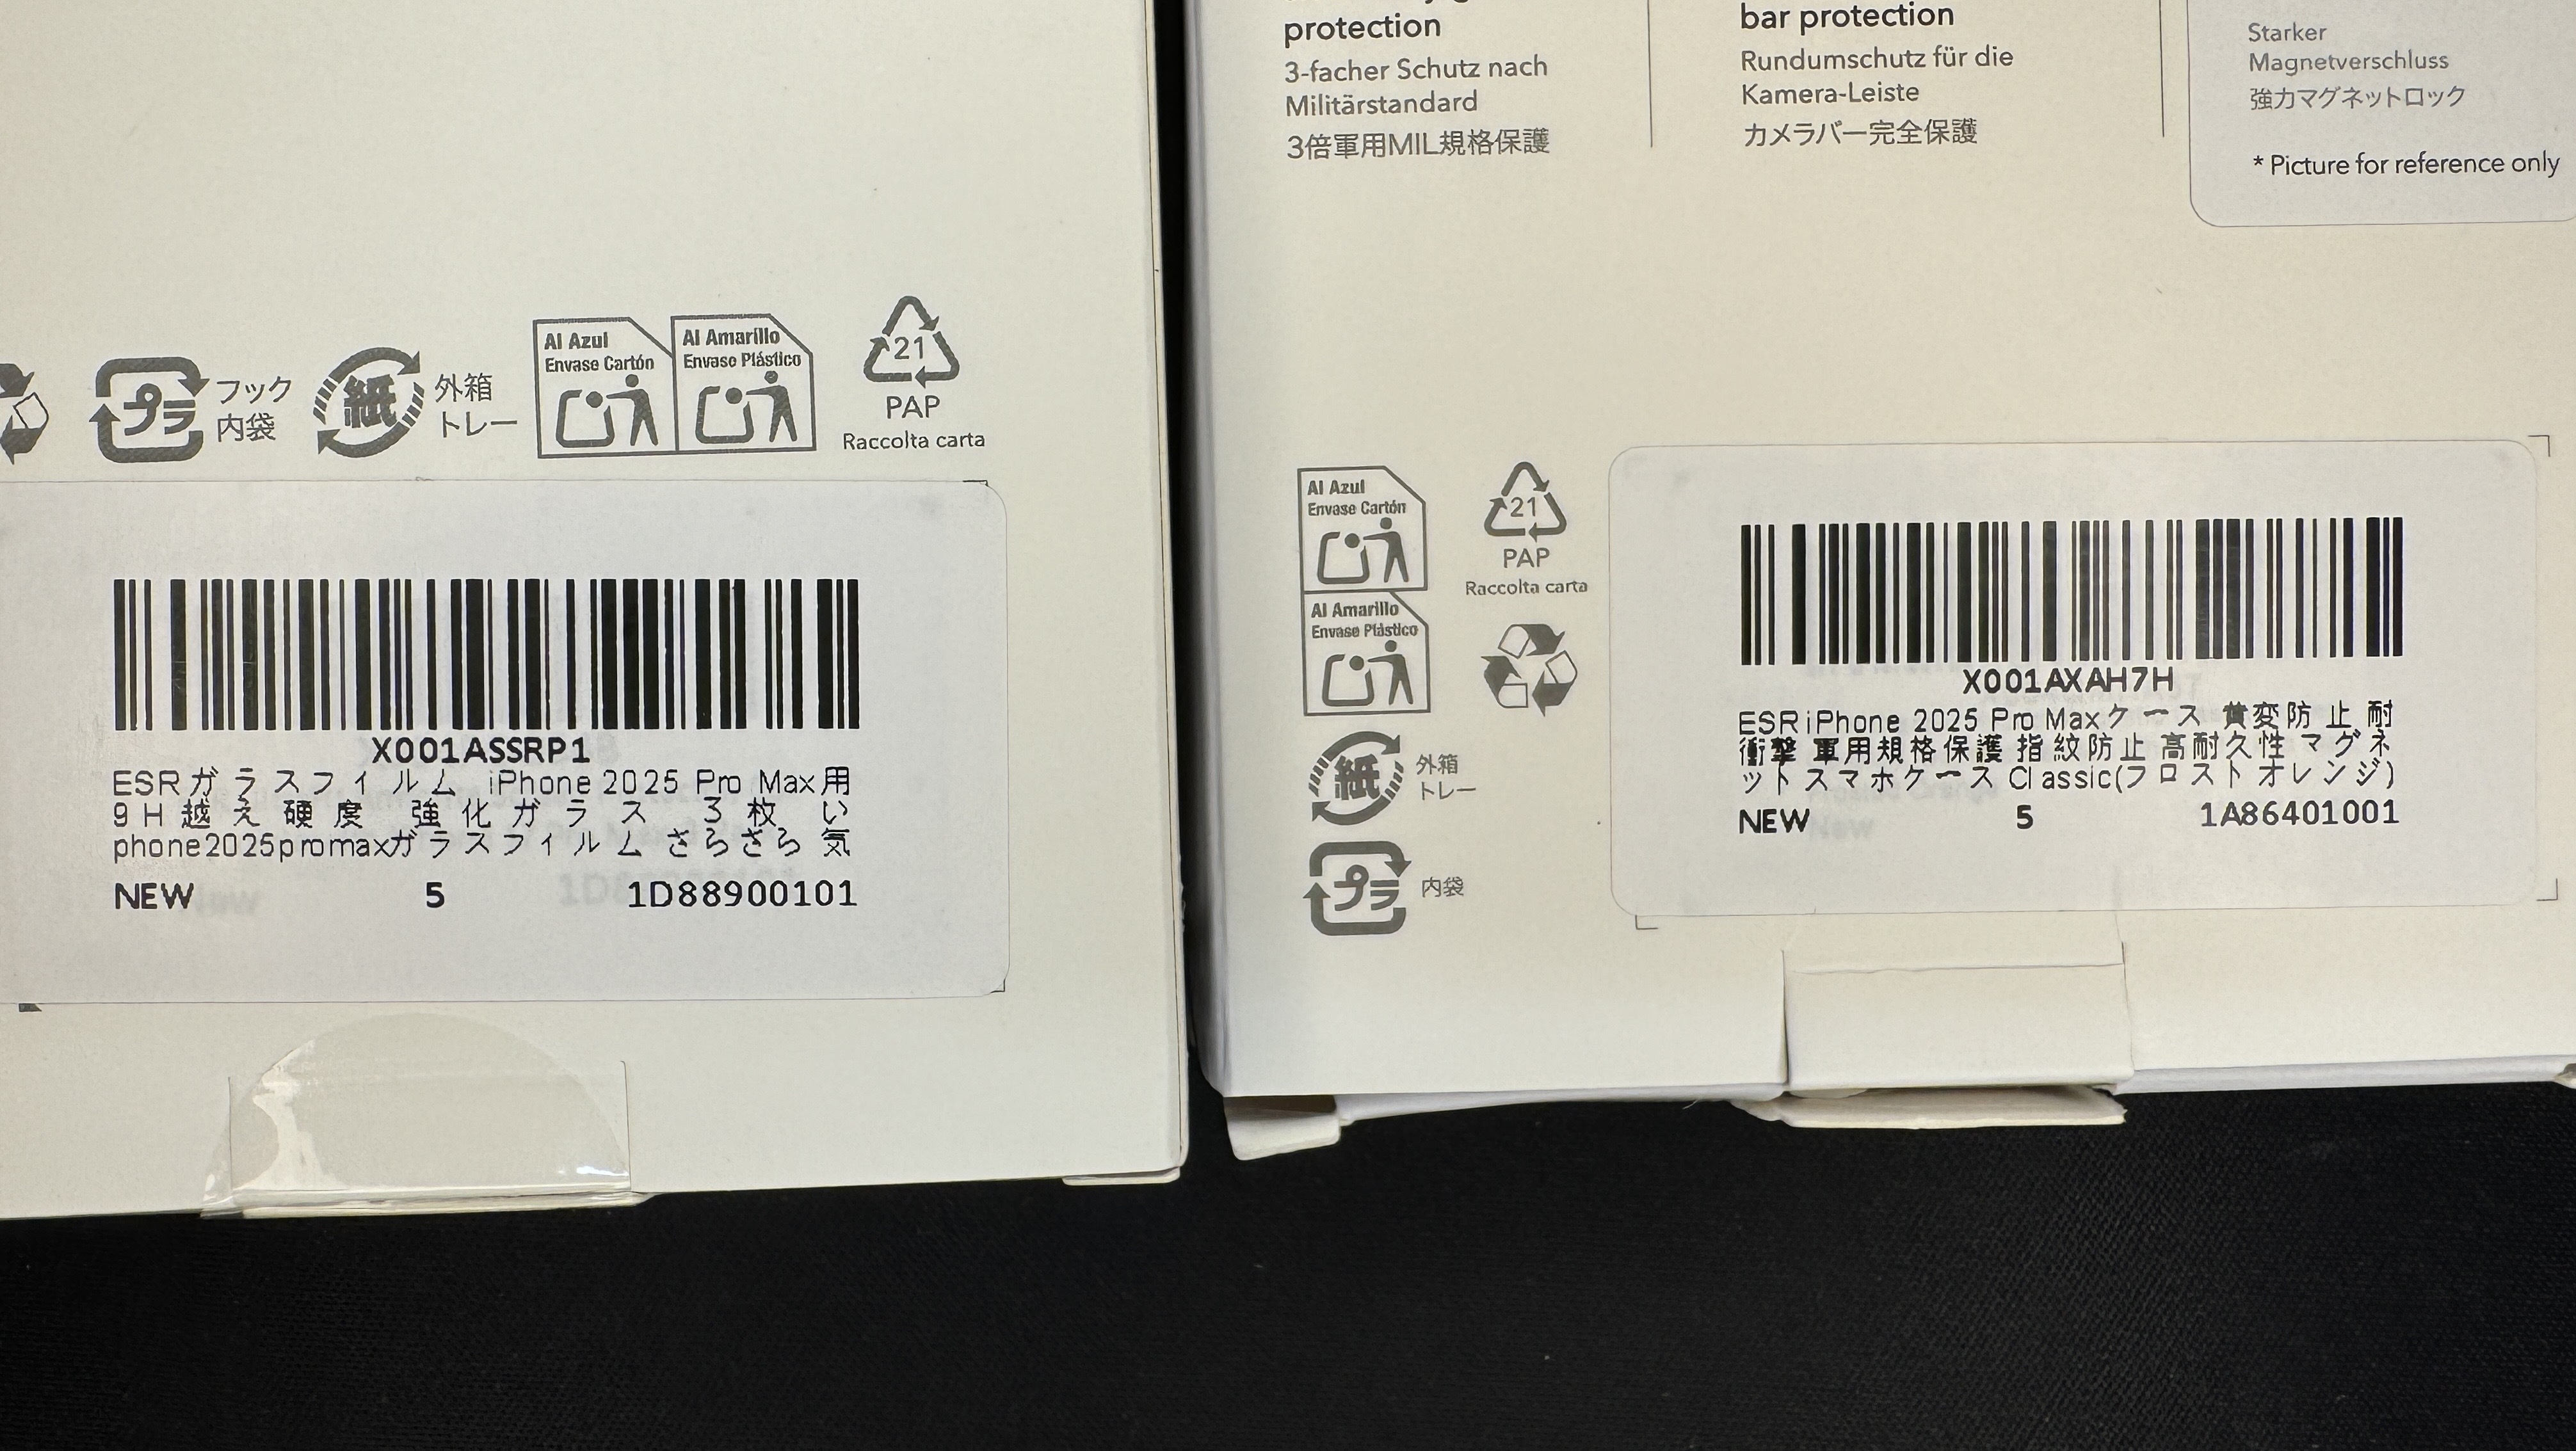 フック
内袋
紙
外箱
トレー
プラ
Al Azul
Envase Cartón
Al Amarillo
Envase Plástico
21
PAP
Raccolta carta
X001ASSRP1
ESRガラスフィルム iPhone 2025 Pro Max用
9H越え硬度 強化ガラス 3枚 い
phone2025promaxガラスフィルム さらさら 気
NEW 5 1D88900101
protection
3-facher Schutz nach
Militärstandard
3倍軍用MIL規格保護
bar protection
Rundumschutz für die
Kamera-Leiste
カメラバー完全保護
Starker
Magnetverschluss
強力マグネットロック
* Picture for reference only
Al Azul
Envase Cartón
Al Amarillo
Envase Plástico
21
PAP
Raccolta carta
紙
外箱
トレー
プラ
内袋
X001AXAH7H
ESR iPhone 2025 Pro Maxケース 黄変防止 耐
衝撃 軍用規格保護 指紋防止 高耐久性 マグネ
ットスマホケース Classic(フロストオレンジ)
NEW 5 1A86401001